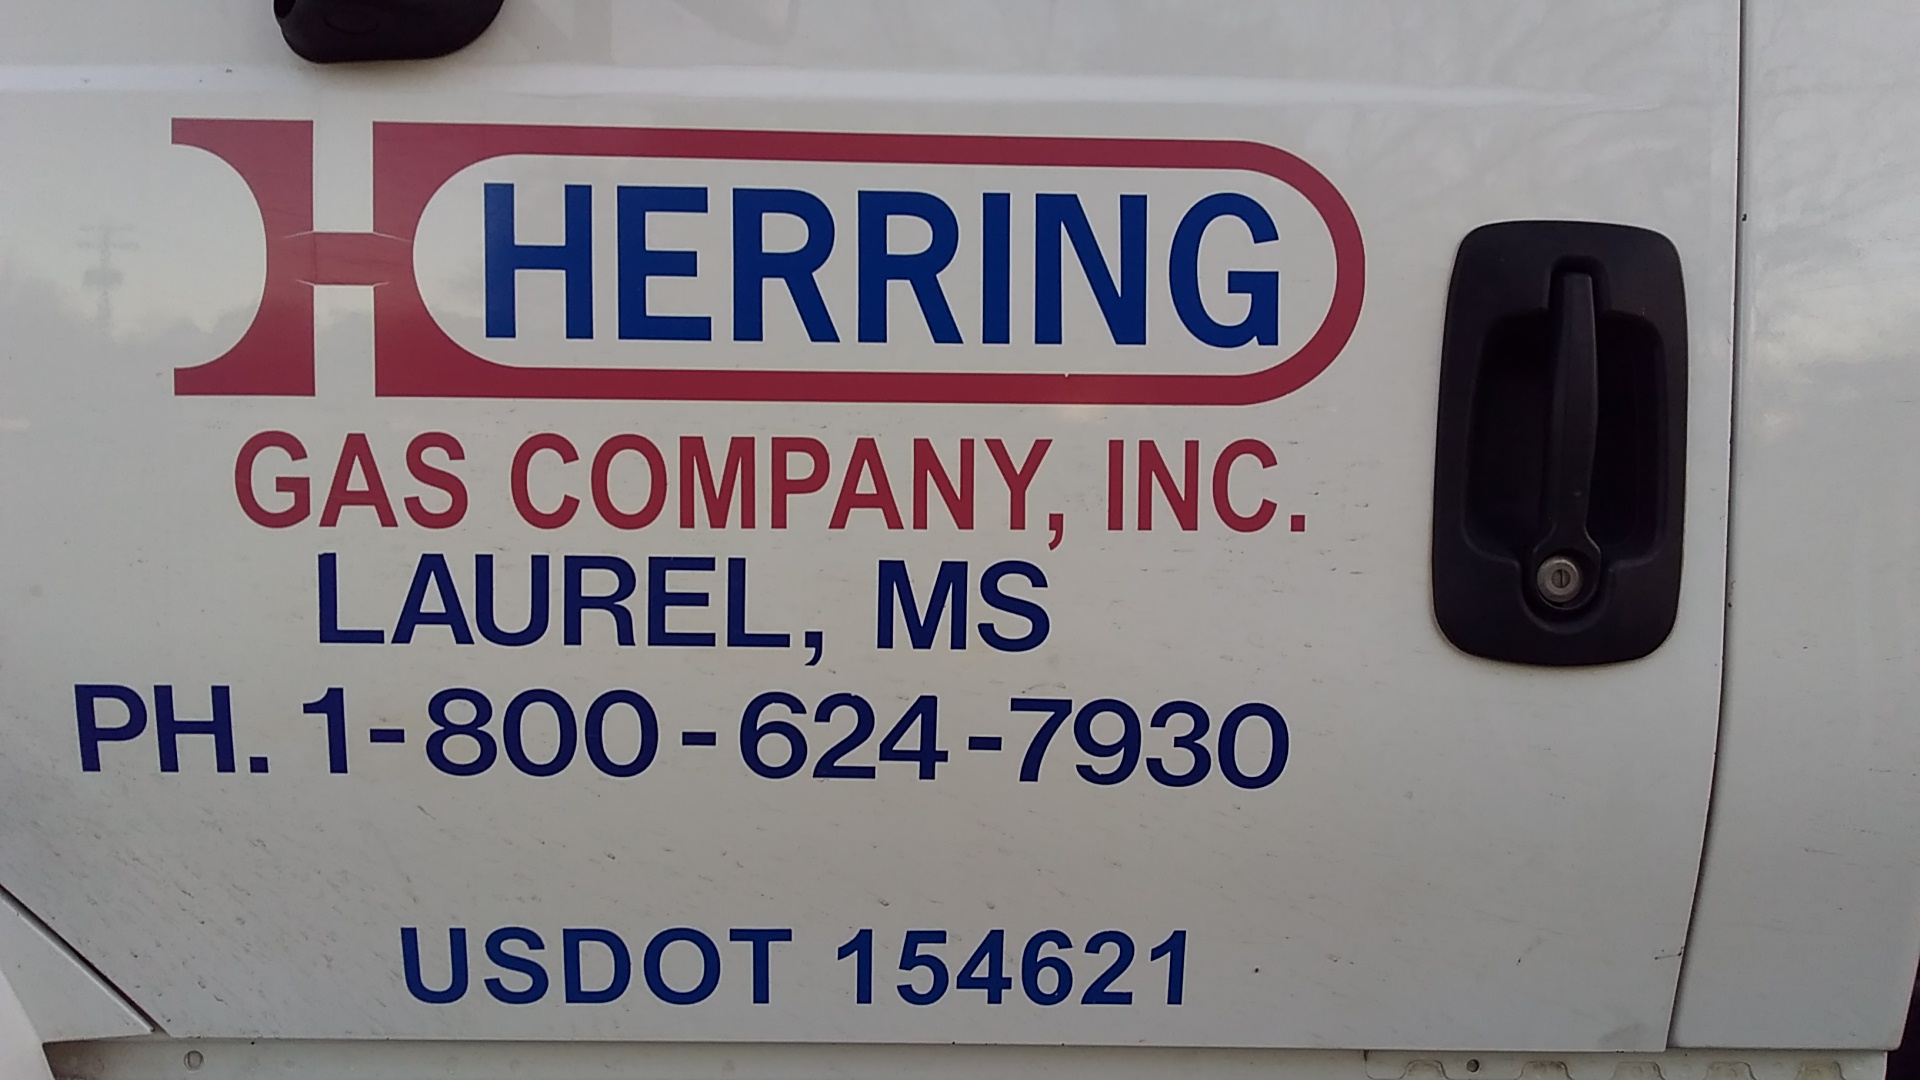 HERRING
GAS COMPANY, INC.
LAUREL, MS
PH. 1-800-624-7930
USDOT 154621